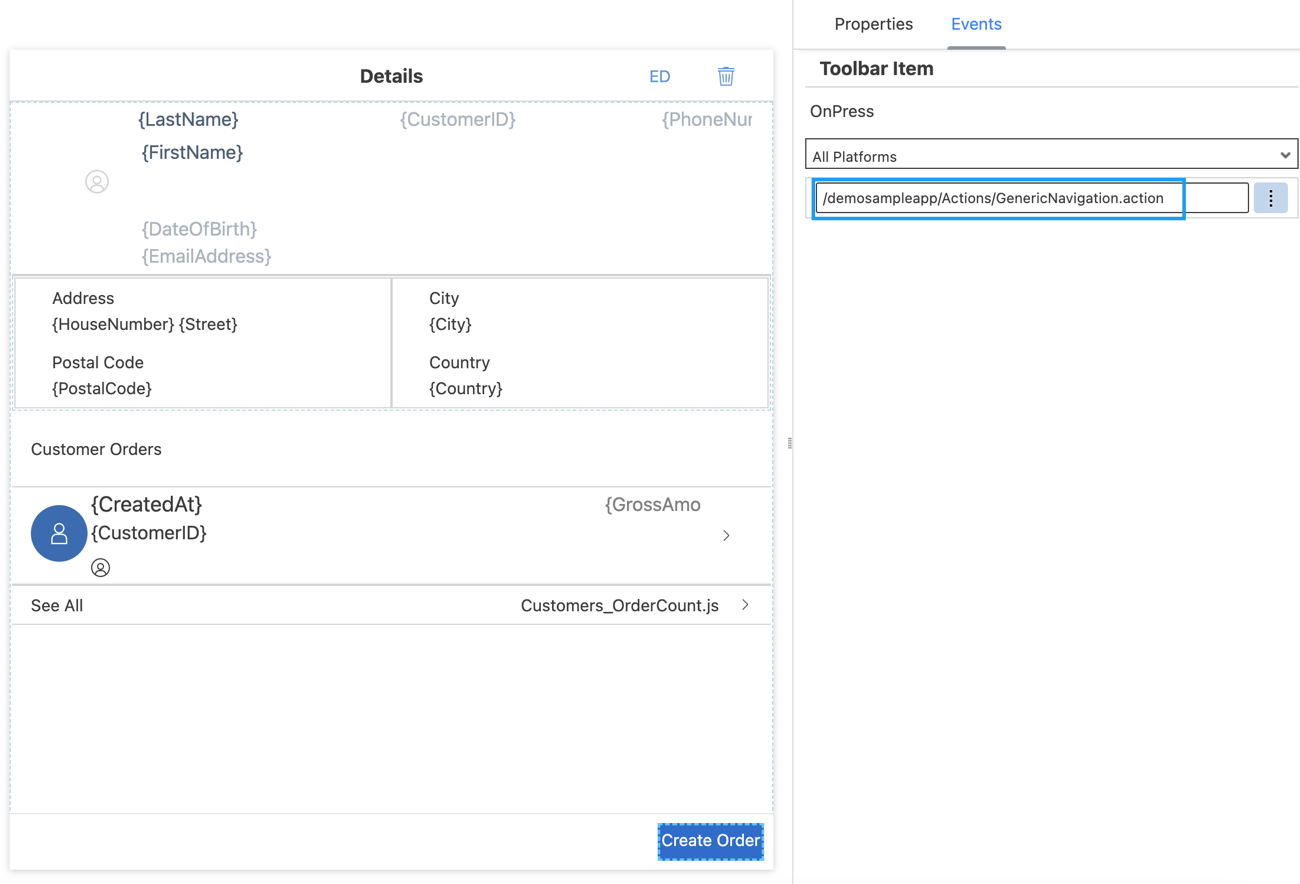 Properties
Events
Toolbar Item
OnPress
All Platforms
/demosampleapp/Actions/GenericNavigation.action
Details
ED
{LastName}
{CustomerID}
{PhoneNur
{FirstName}
{DateOfBirth}
{EmailAddress}
Address
{HouseNumber} {Street}
Postal Code
{PostalCode}
City
{City}
Country
{Country}
Customer Orders
{CreatedAt}
{GrossAmo
{CustomerID}
See All
Customers_OrderCount.js
Create Order